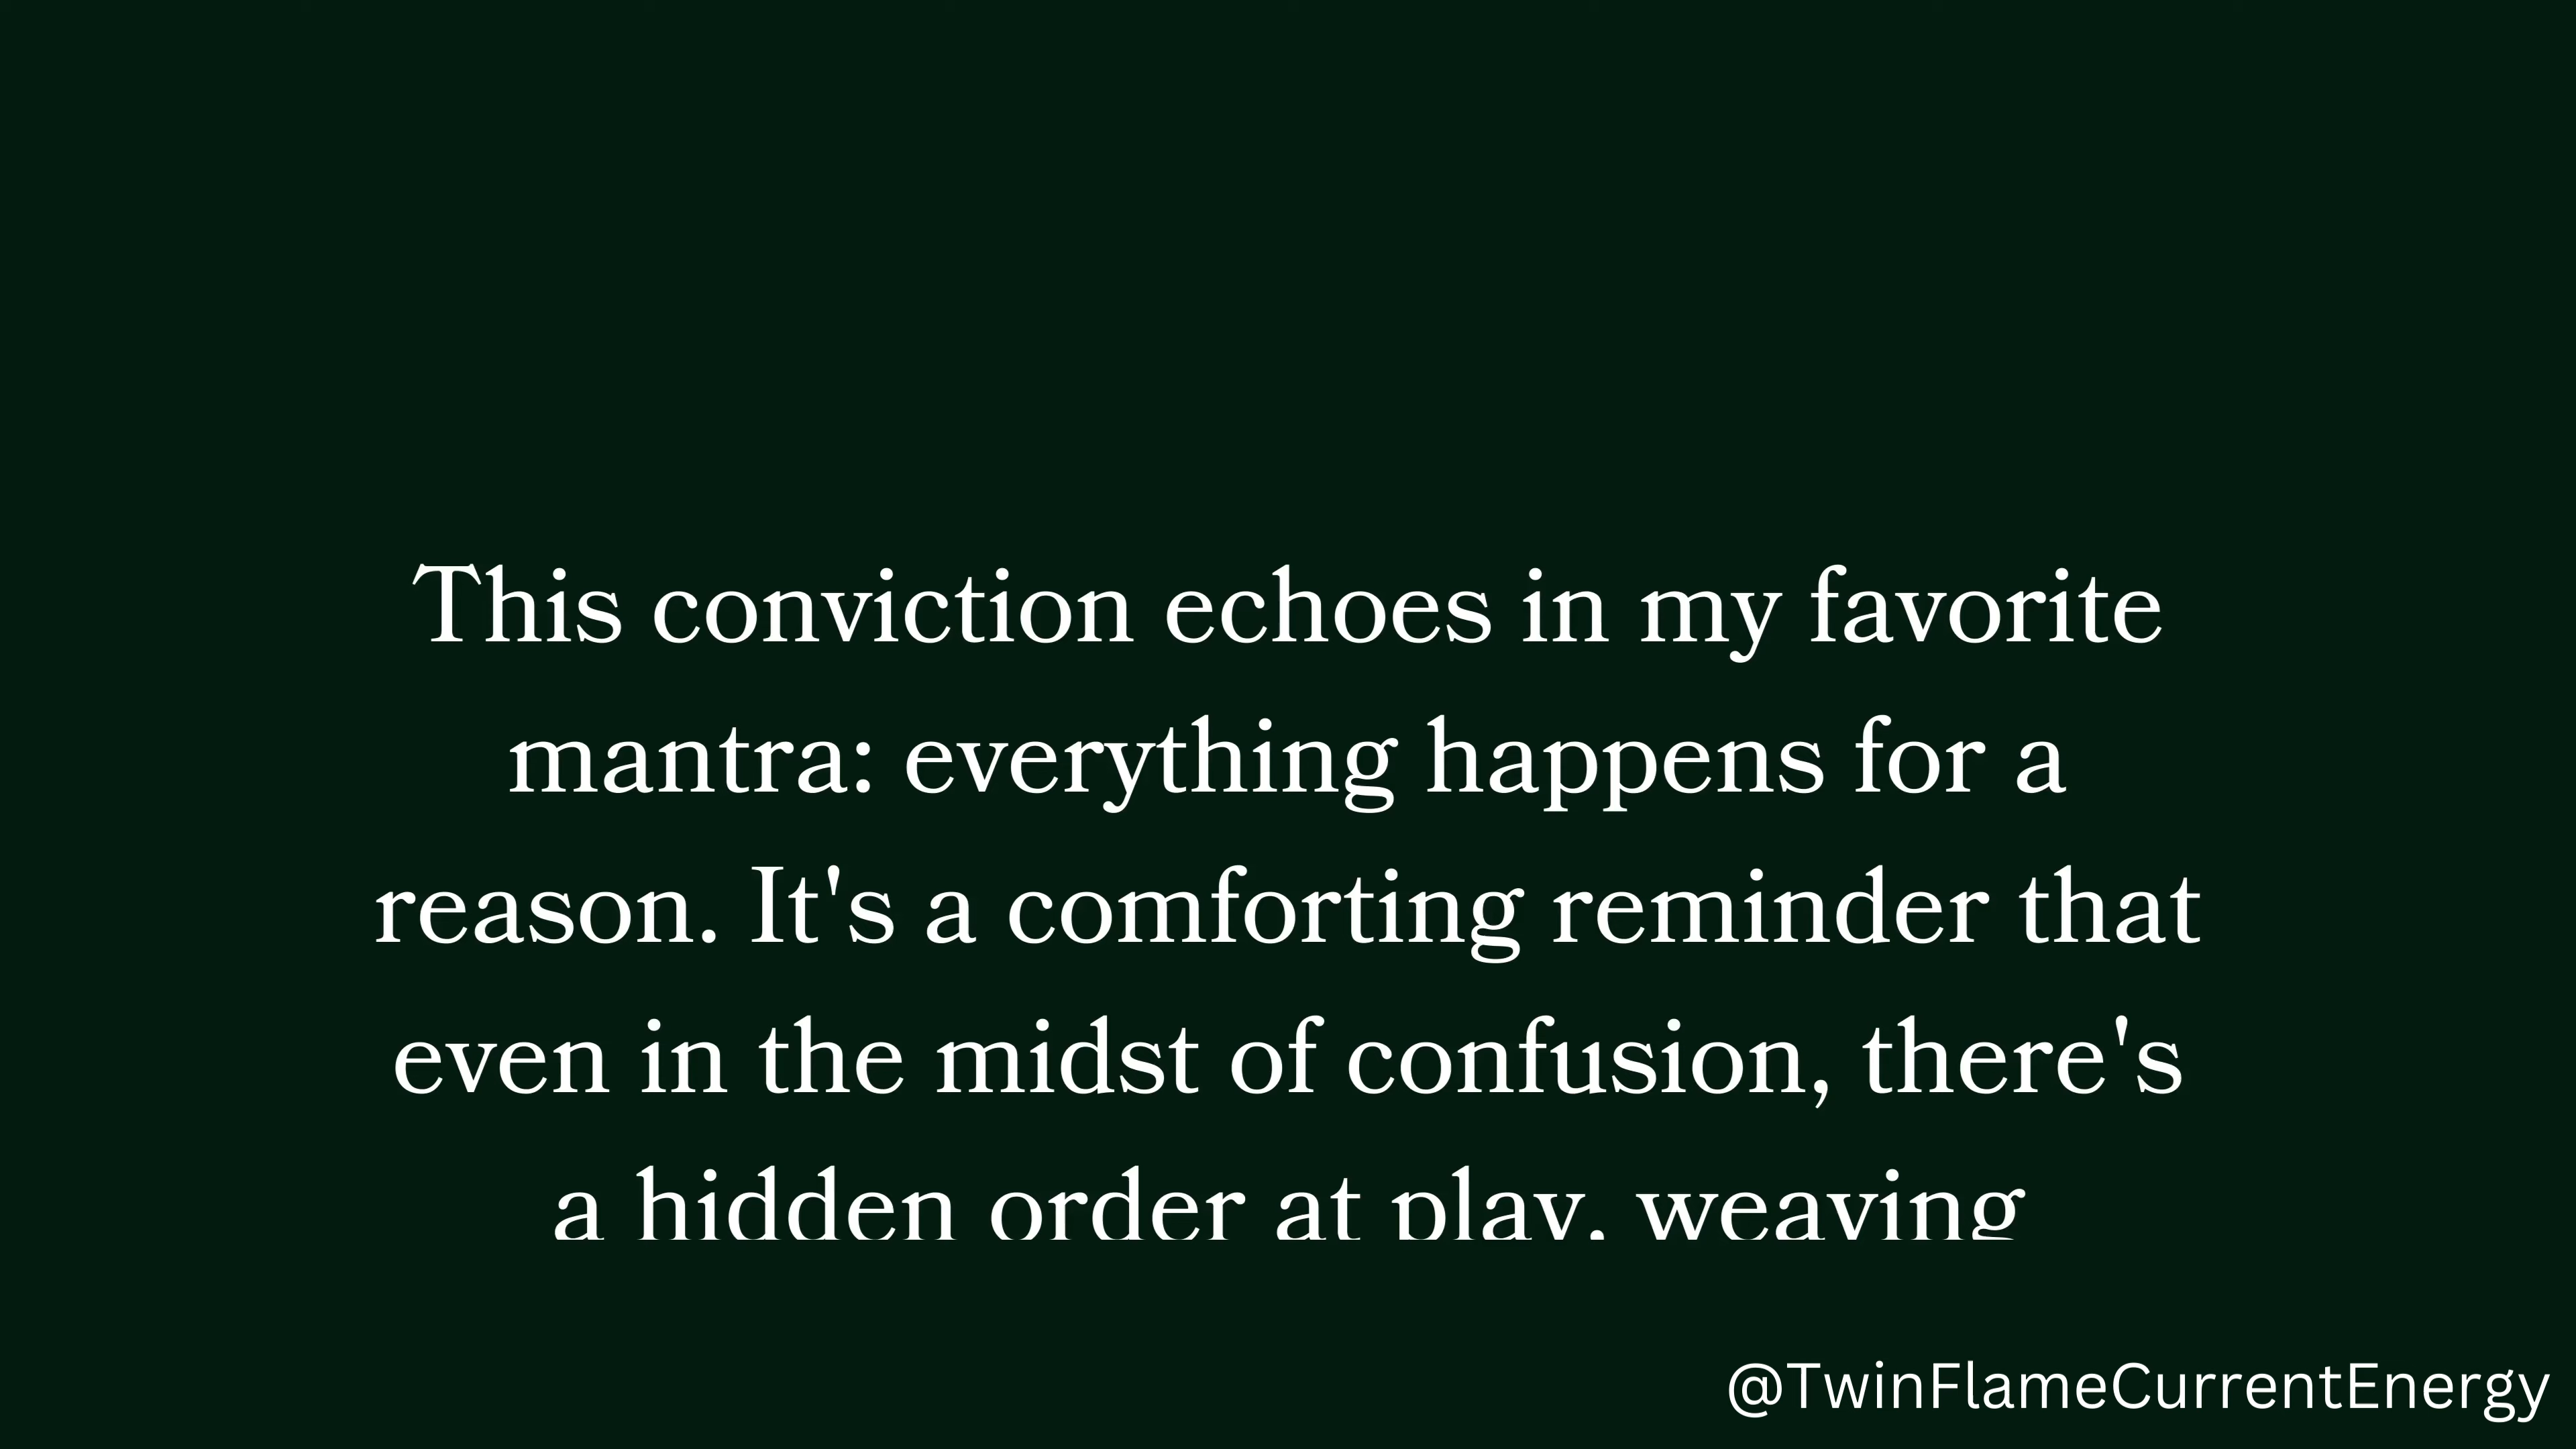 This conviction echoes in my favorite
mantra: everything happens for a
reason. It's a comforting reminder that
even in the midst of confusion, there's
a hidden order at play, weaving
@TwinFlameCurrentEnergy